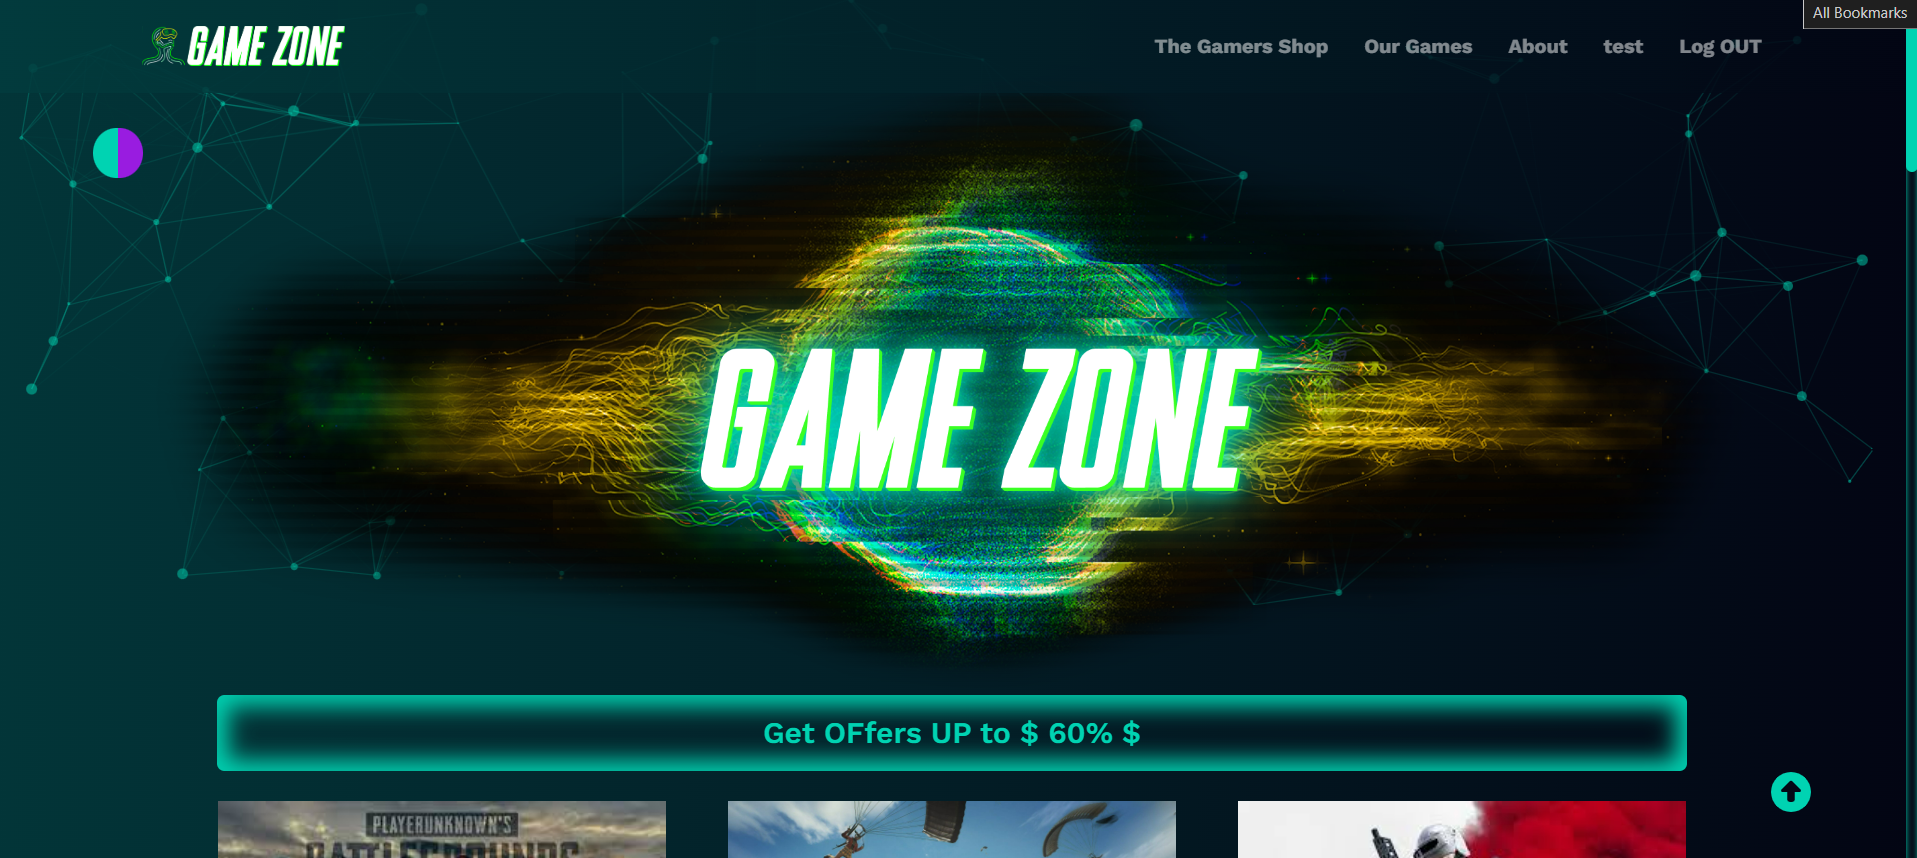 All Bookmarks
GAME ZONE
The Gamers Shop
Our Games
About
test
Log OUT
GAME ZONE
Get OFfers UP to $ 60% $
PLAYERUNKNOWN'S
BATTLEGROUNDS